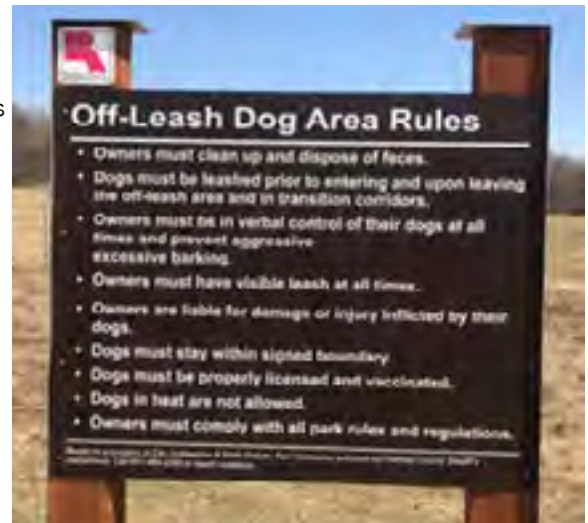 s
Off-Leash Dog Area Rules
• Owners must clean up and dispose of feces.
• Dogs must be leashed prior to entering and upon leaving
the off-leash area and in transition corridors.
• Owners must be in verbal control of their dogs at all
times and prevent aggressive
excessive barking.
• Owners must have visible leash at all times.
• Owners are liable for damage or injury inflicted by their
dogs.
• Dogs must stay within signed boundary.
• Dogs must be properly licensed and vaccinated.
• Dogs in heat are not allowed.
• Owners must comply with all park rules and regulations.